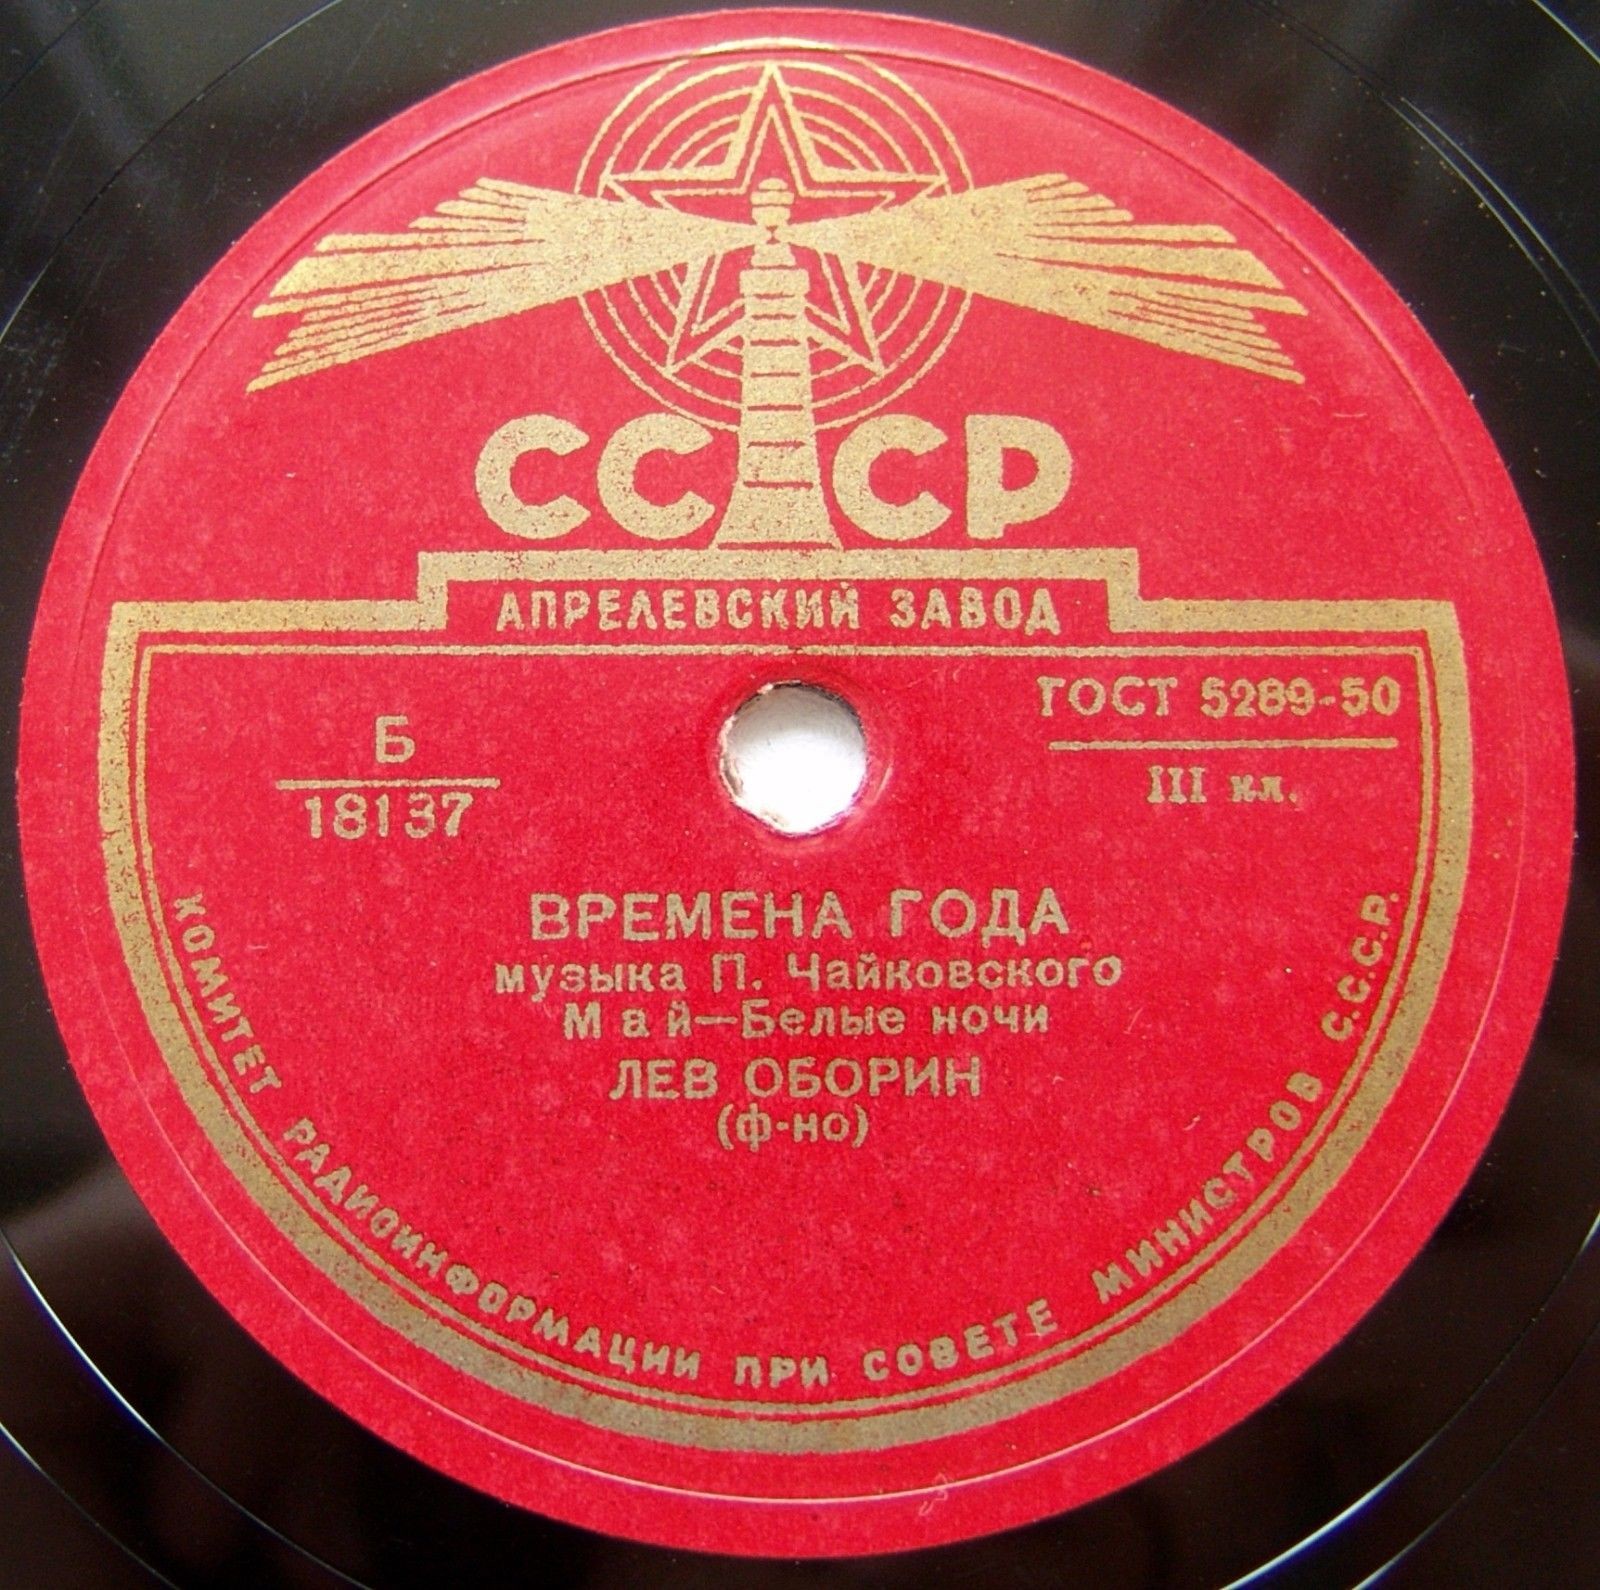 СССР
АПРЕЛЕВСКИЙ ЗАВОД
ГОСТ 5289-50
III кл.
Б
18137
ВРЕМЕНА ГОДА
музыка П. Чайковского
Май—Белые ночи
ЛЕВ ОБОРИН
(ф-но)
КОМИТЕТ РАДИОИНФОРМАЦИИ ПРИ СОВЕТЕ МИНИСТРОВ С.С.С.Р.